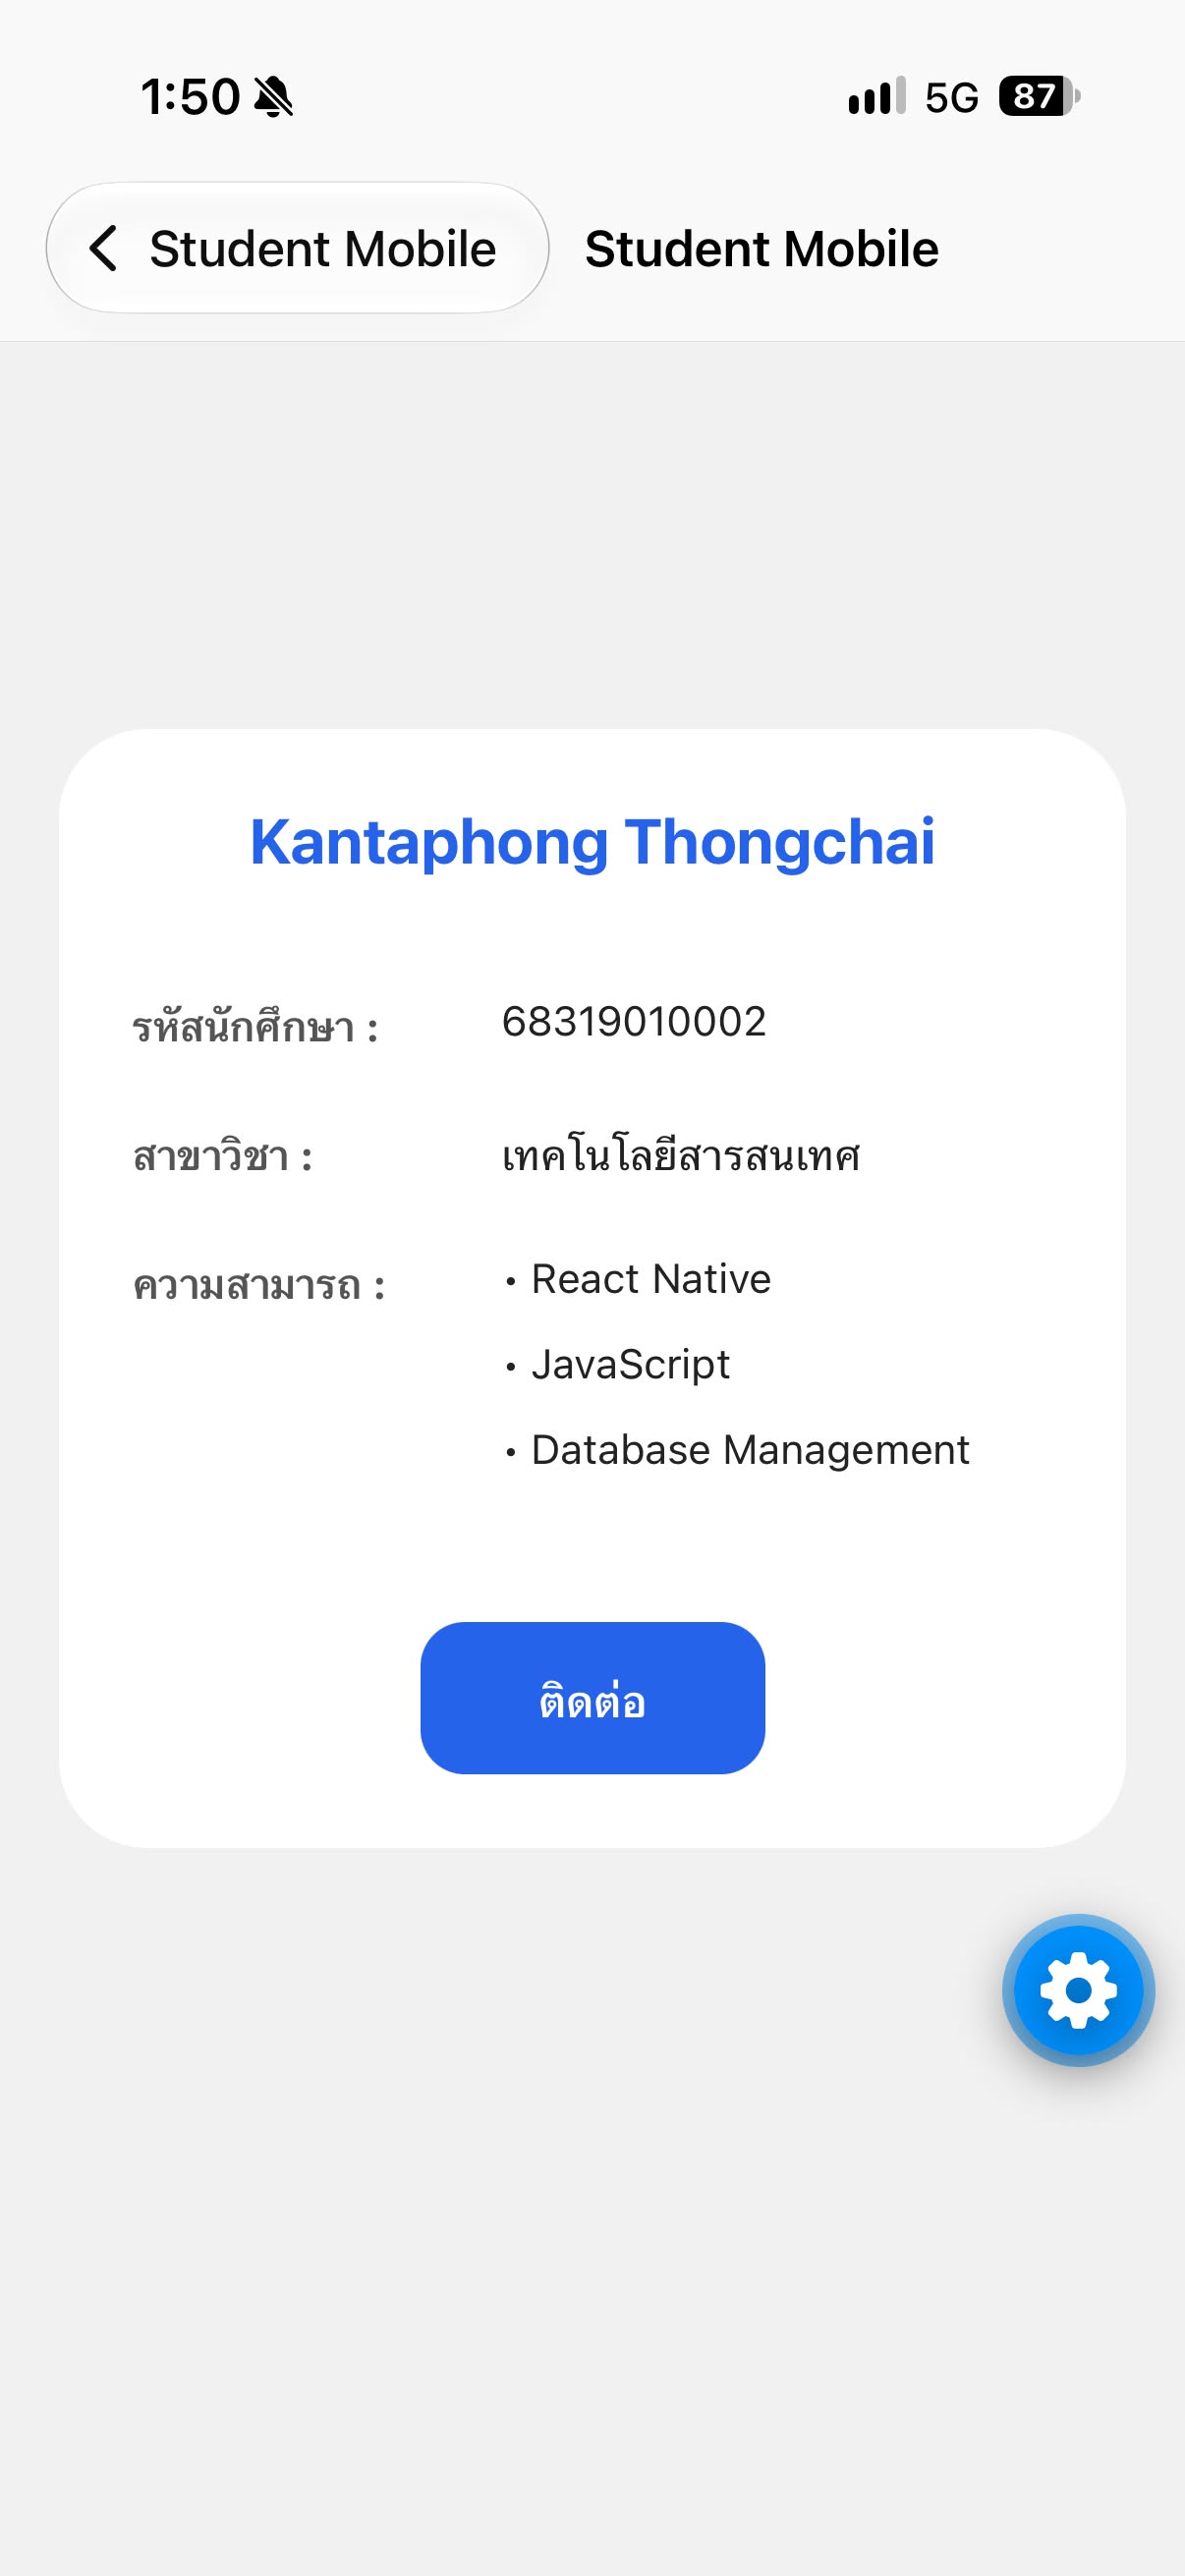 1:50 5G 87
Student Mobile Student Mobile
Kantaphong Thongchai
รหัสนักศึกษา : 68319010002
สาขาวิชา : เทคโนโลยีสารสนเทศ
ความสามารถ : • React Native
• JavaScript
• Database Management
ติดต่อ